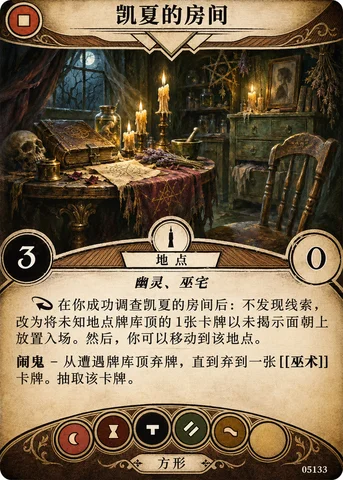 凯夏的房间
3
地点
0
幽灵、巫宅
在你成功调查凯夏的房间后：不发现线索，
改为将未知地点牌库顶的1张卡牌以未揭示面朝上
放置入场。然后，你可以移动到该地点。
闹鬼 – 从遭遇牌库顶弃牌，直到弃到一张[[巫术]]
卡牌。抽取该卡牌。
方形
05133